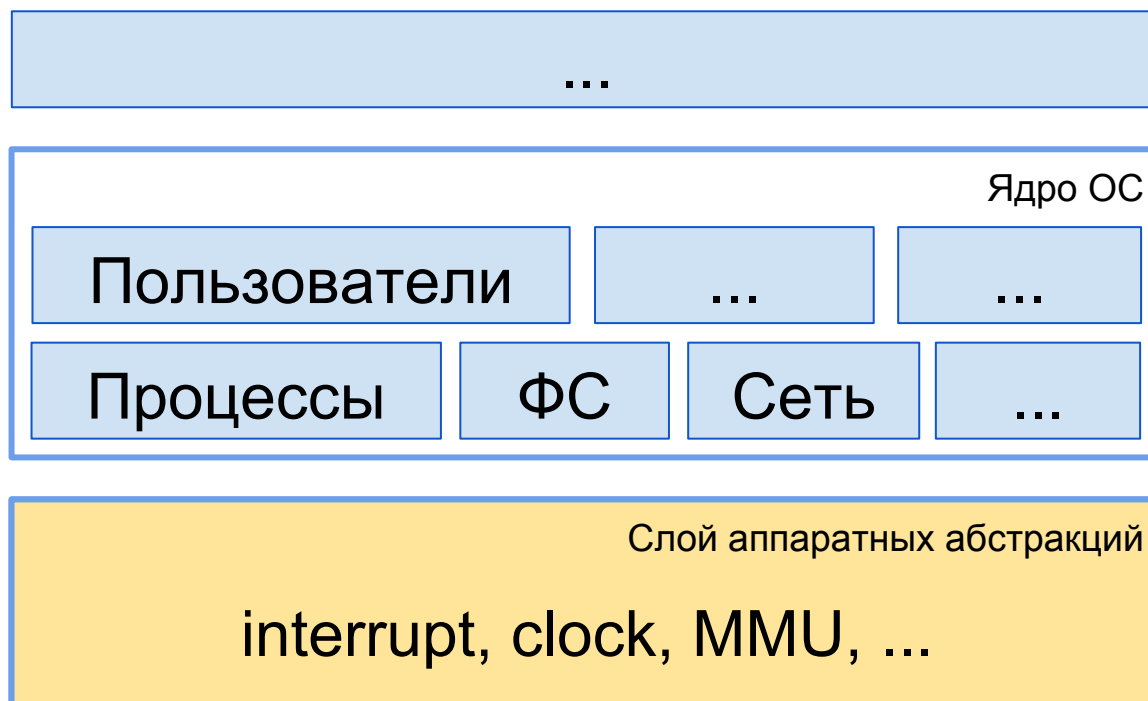 ...
Ядро ОС
Пользователи ... ...
Процессы ФС Сеть ...
Слой аппаратных абстракций
interrupt, clock, MMU, ...